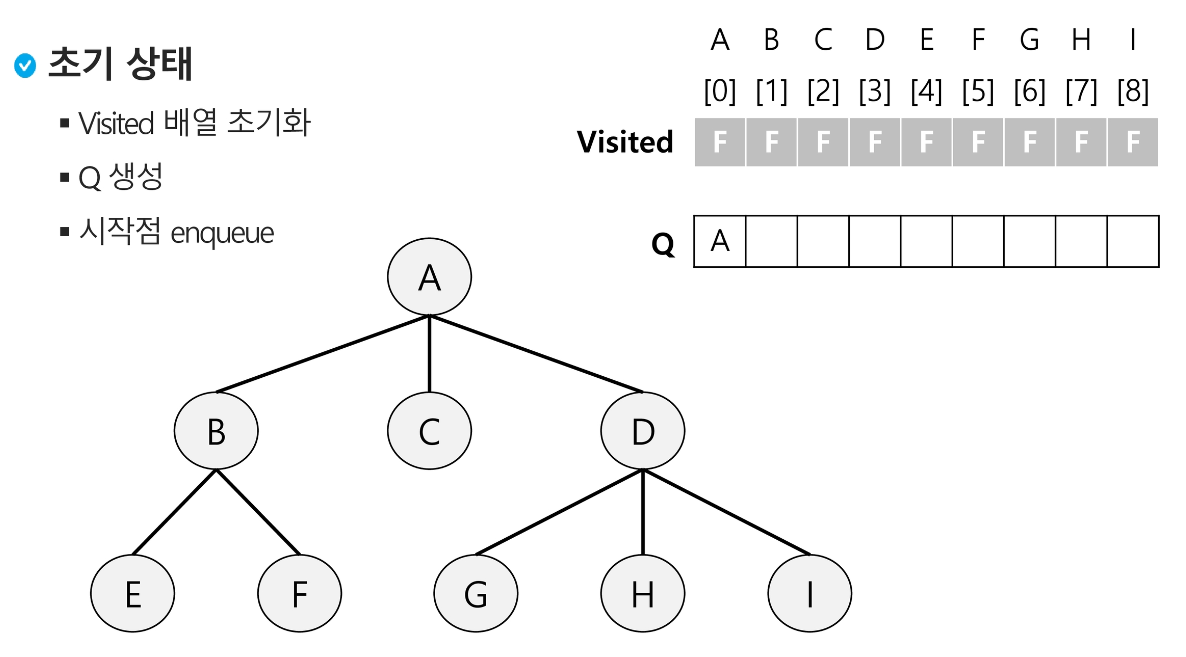 초기 상태
▪ Visited 배열 초기화
▪ Q 생성
▪ 시작점 enqueue
A B C D E F G H I
[0] [1] [2] [3] [4] [5] [6] [7] [8]
Visited F F F F F F F F F
Q A
A
B C D
E F G H I